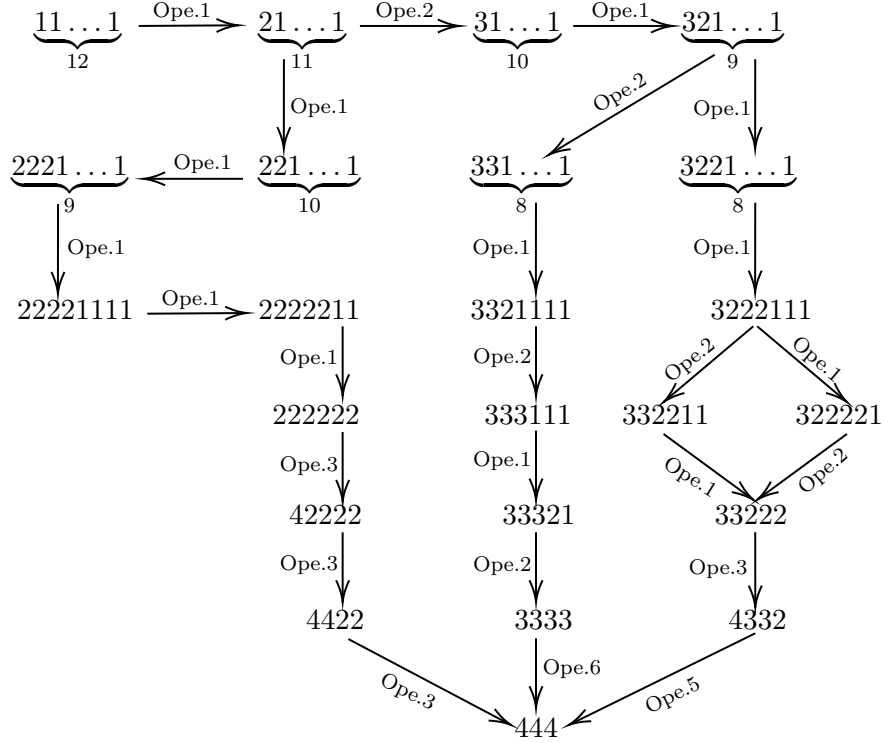 11 … 1 Ope.1 21 … 1 Ope.2 31 … 1 Ope.1 321 … 1
12 11 10 9
Ope.1 Ope.2 Ope.1
2221 … 1 Ope.1 221 … 1 331 … 1 3221 … 1
9 10 8 8
Ope.1 Ope.1 Ope.1
22221111 Ope.1 2222211 3321111 3222111
Ope.1 Ope.2 Ope.2 Ope.1
222222 333111 332211 322221
Ope.3 Ope.1 Ope.1 Ope.2
42222 33321 33222
Ope.3 Ope.2 Ope.3
4422 3333 4332
Ope.3 Ope.6 Ope.5
444